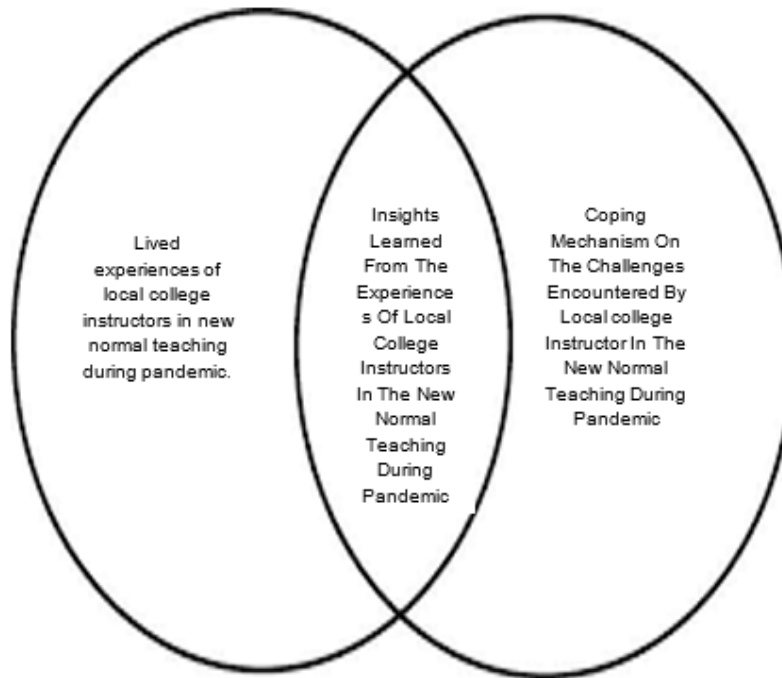 Lived
experiences of
local college
instructors in new
normal teaching
during pandemic.
Insights
Learned
From The
Experience
s Of Local
College
Instructors
In The New
Normal
Teaching
During
Pandemic
Coping
Mechanism On
The Challenges
Encountered By
Local college
Instructor In The
New Normal
Teaching During
Pandemic